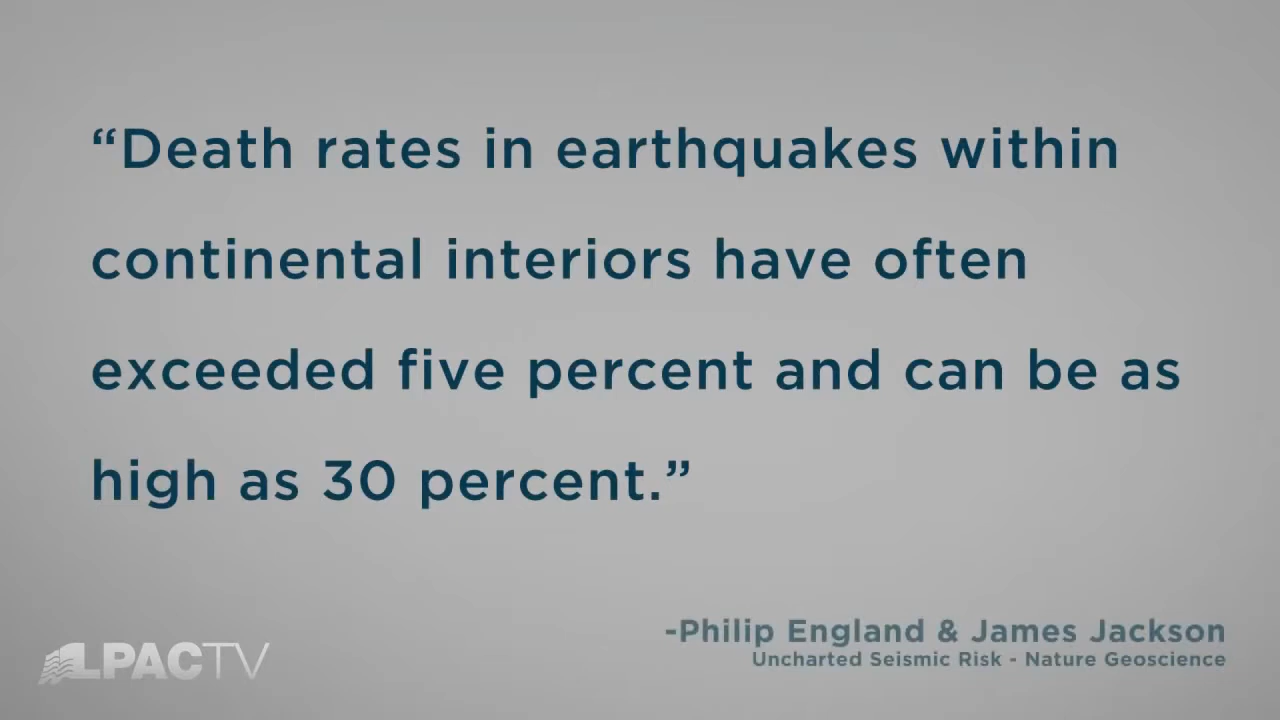 “Death rates in earthquakes within
continental interiors have often
exceeded five percent and can be as
high as 30 percent.”
-Philip England & James Jackson
Uncharted Seismic Risk - Nature Geoscience
LPACTV